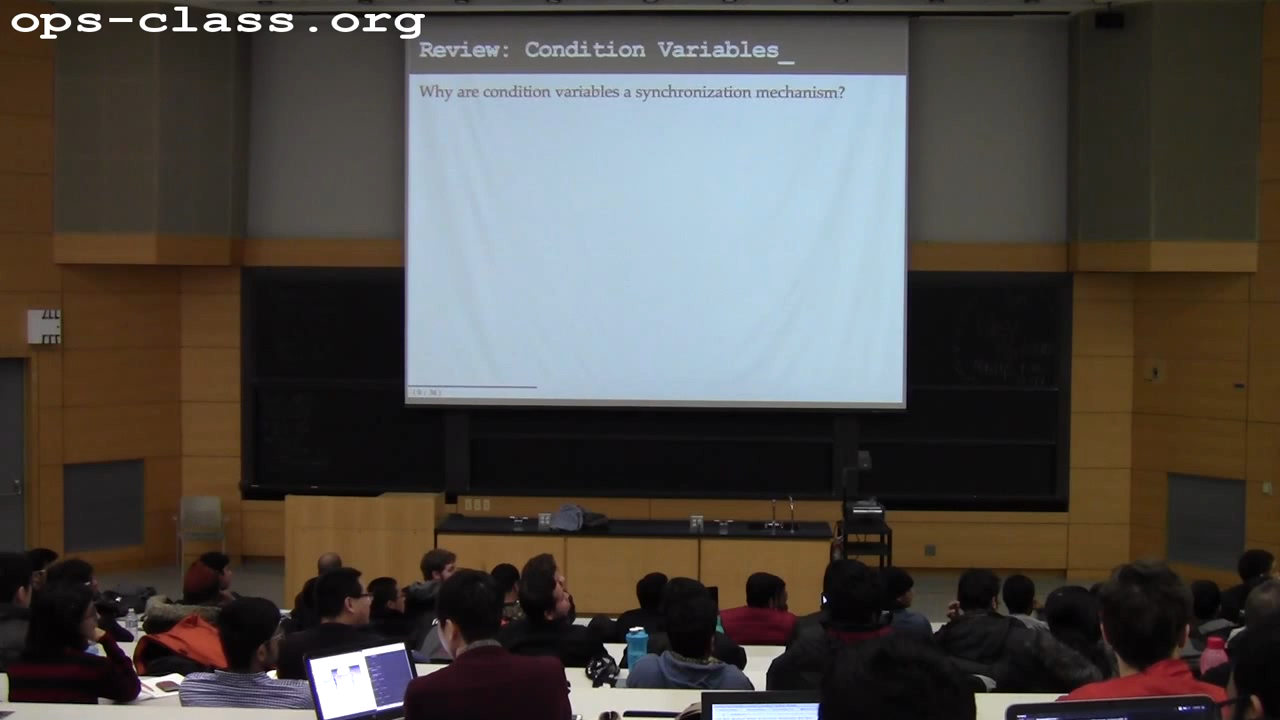 ops-class.org
Review: Condition Variables_
Why are condition variables a synchronization mechanism?